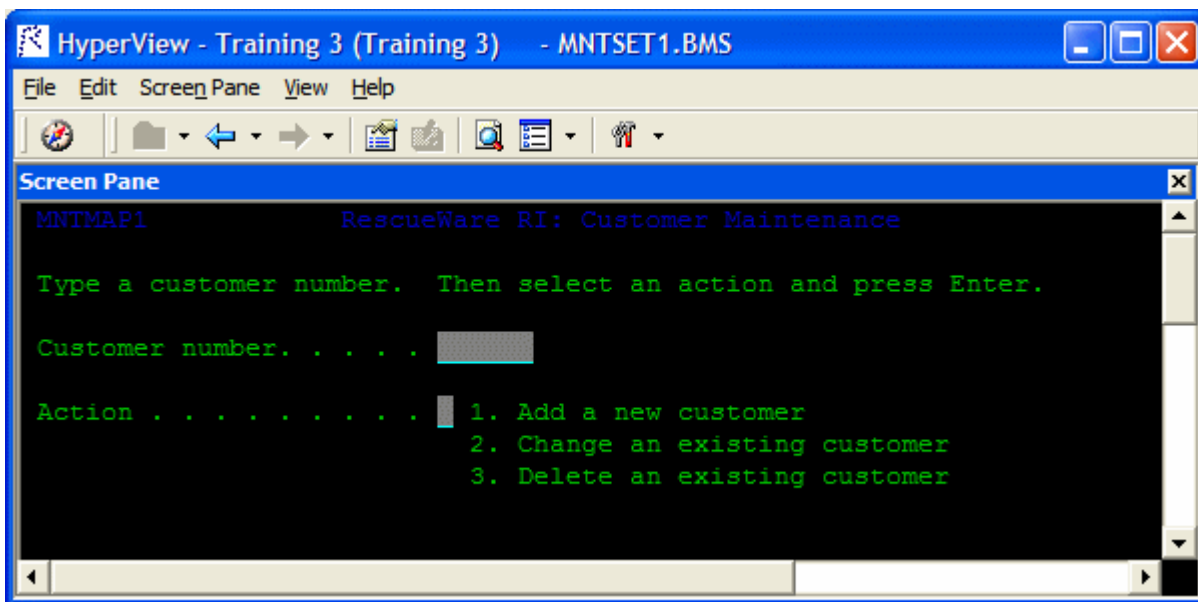 HyperView - Training 3 (Training 3) - MNTSET1.BMS
File Edit Screen Pane View Help
Screen Pane
MNTMAP1 RescueWare RI: Customer Maintenance
Type a customer number. Then select an action and press Enter.
Customer number. . . . .
Action . . . . . . . . . 1. Add a new customer
2. Change an existing customer
3. Delete an existing customer